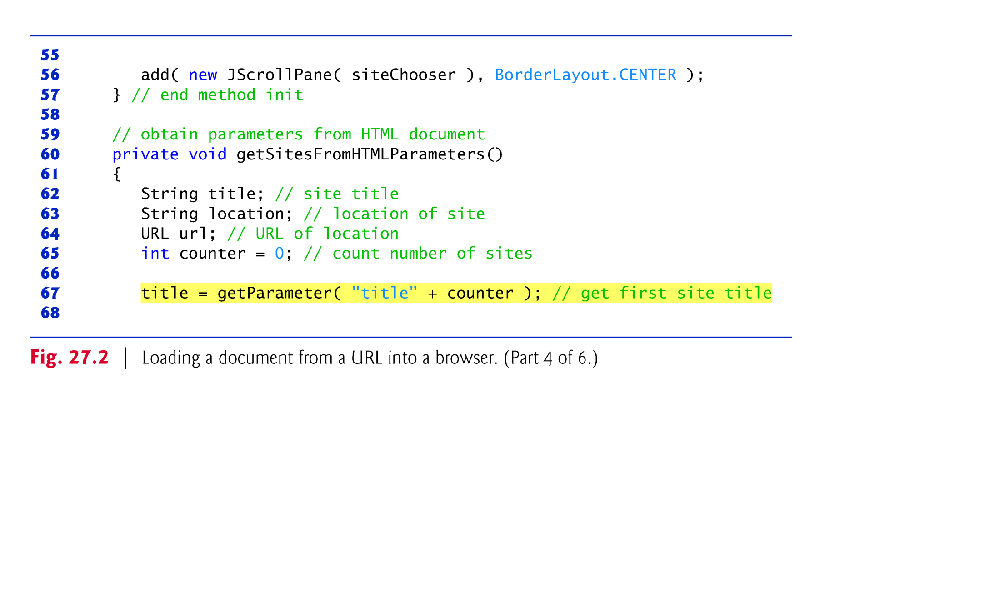 55
56 add( new JScrollPane( siteChooser ), BorderLayout.CENTER );
57 } // end method init
58
59 // obtain parameters from HTML document
60 private void getSitesFromHTMLParameters()
61 {
62 String title; // site title
63 String location; // location of site
64 URL url; // URL of location
65 int counter = 0; // count number of sites
66
67 title = getParameter( "title" + counter ); // get first site title
68
Fig. 27.2 | Loading a document from a URL into a browser. (Part 4 of 6.)